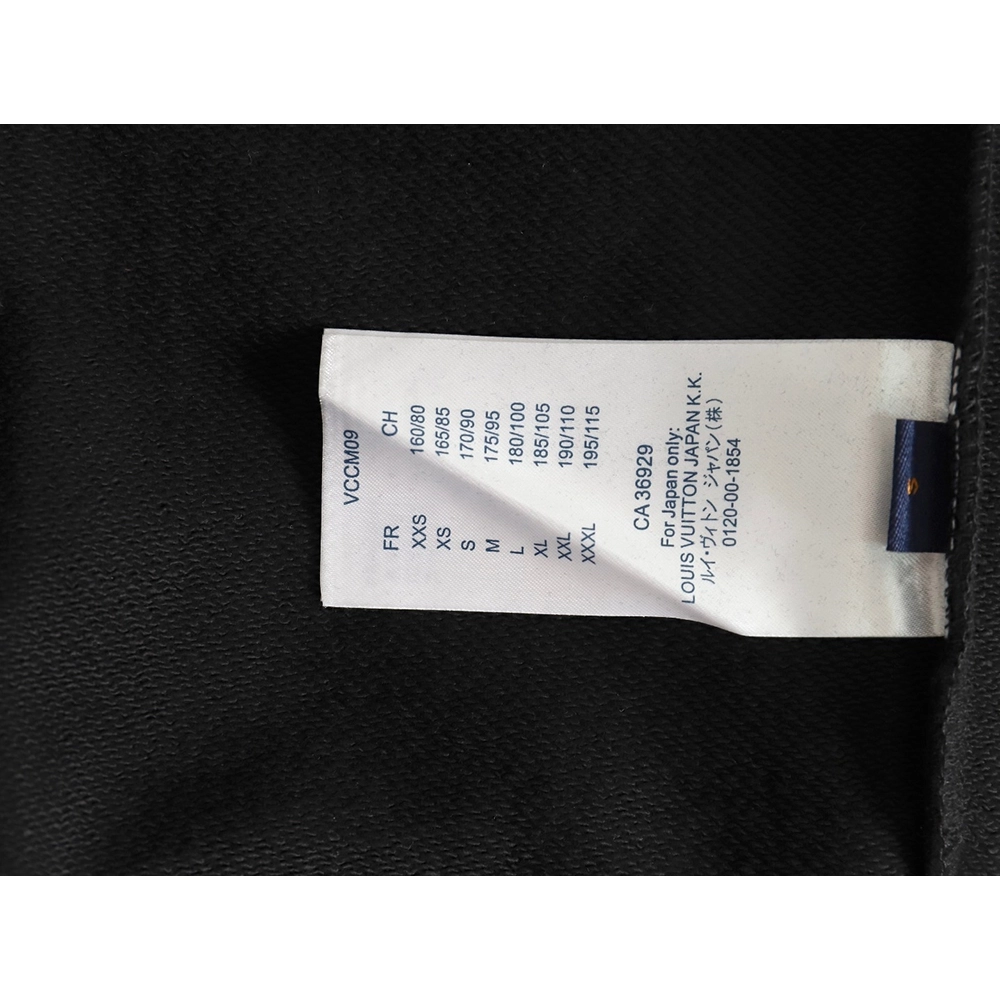 VCCM09
FR CH
XXS 160/80
XS 165/85
S 170/90
M 175/95
L 180/100
XL 185/105
XXL 190/110
XXXL 195/115
CA 36929
For Japan only:
LOUIS VUITTON JAPAN K.K.
ルイ・ヴィトン ジャパン(株)
0120-00-1854
S